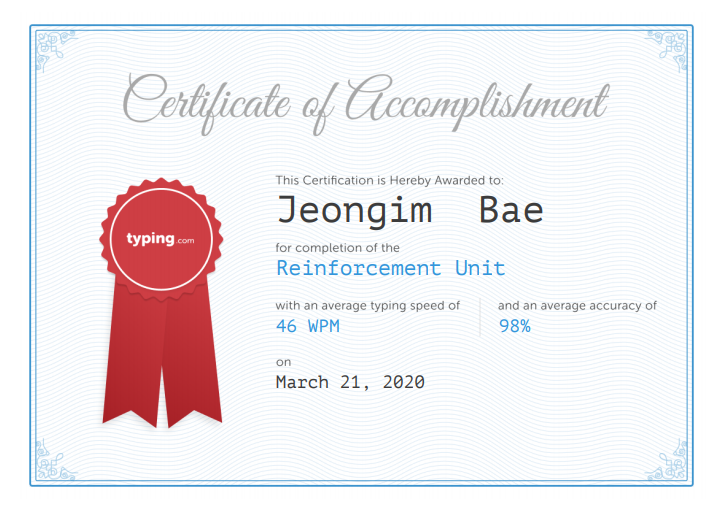 Certificate of Accomplishment
This Certification is Hereby Awarded to:
Jeongim Bae
typing.com
for completion of the
Reinforcement Unit
with an average typing speed of
46 WPM
and an average accuracy of
98%
on
March 21, 2020